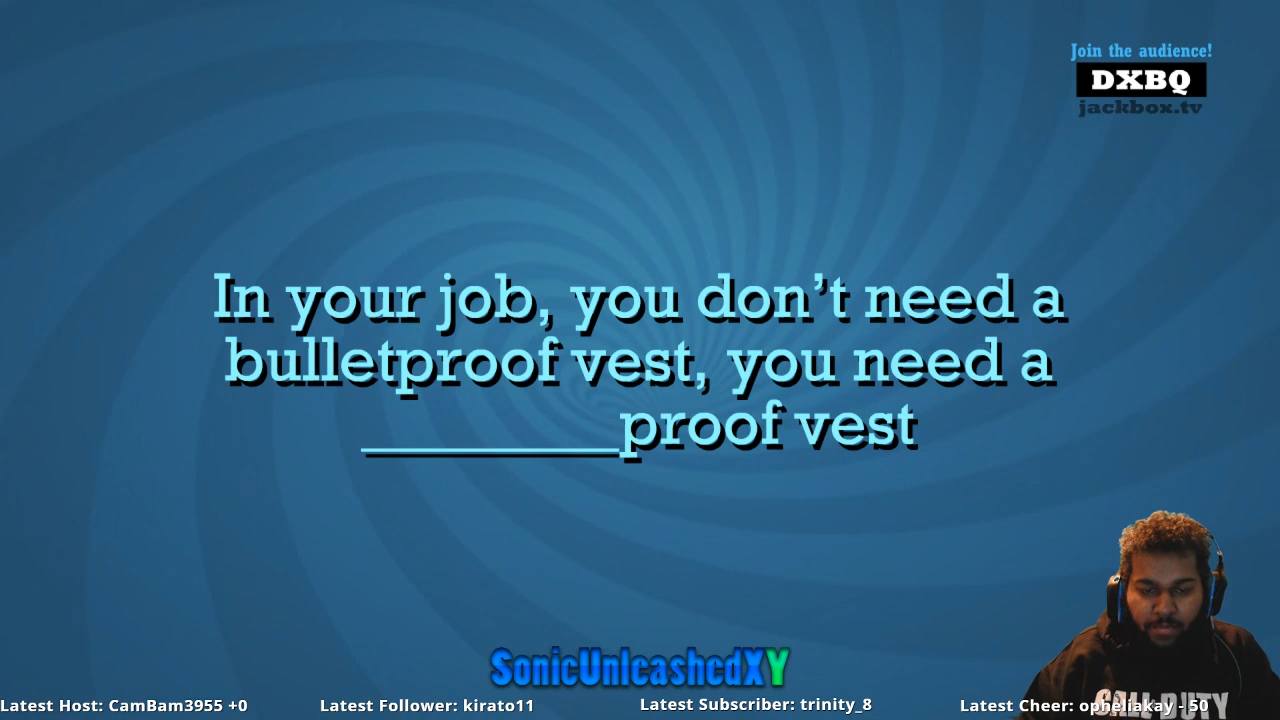 Join the audience!
DXBQ
jackbox.tv
In your job, you don’t need a
bulletproof vest, you need a
_________proof vest
SonicUnleashedXY
CALL DUTY
Latest Host: CamBam3955 +0
Latest Follower: kirato11
Latest Subscriber: trinity_8
Latest Cheer: opheliakay - 50